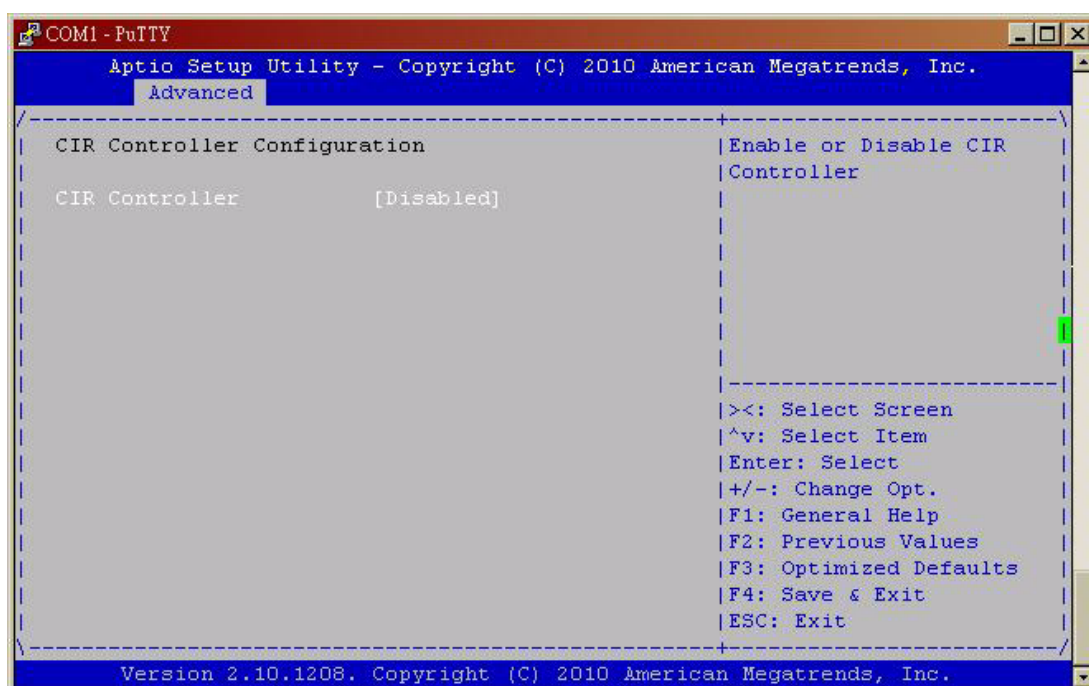 COM1 - PuTTY
Aptio Setup Utility - Copyright (C) 2010 American Megatrends, Inc.
Advanced
CIR Controller Configuration
Enable or Disable CIR
Controller
CIR Controller [Disabled]
><: Select Screen
^v: Select Item
Enter: Select
+/-: Change Opt.
F1: General Help
F2: Previous Values
F3: Optimized Defaults
F4: Save & Exit
ESC: Exit
Version 2.10.1208. Copyright (C) 2010 American Megatrends, Inc.